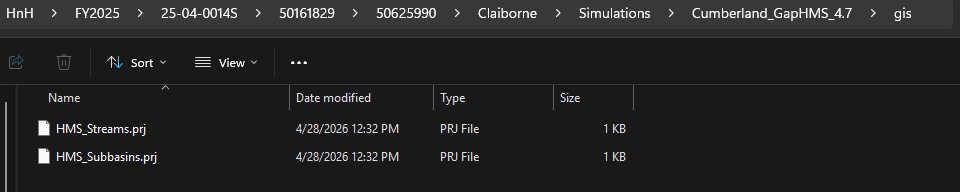 HnH > FY2025 > 25-04-0014S > 50161829 > 50625990 > Claiborne > Simulations > Cumberland_GapHMS_4.7 > gis
Sort View ...
Name Date modified Type Size
HMS_Streams.prj 4/28/2026 12:32 PM PRJ File 1 KB
HMS_Subbasins.prj 4/28/2026 12:32 PM PRJ File 1 KB